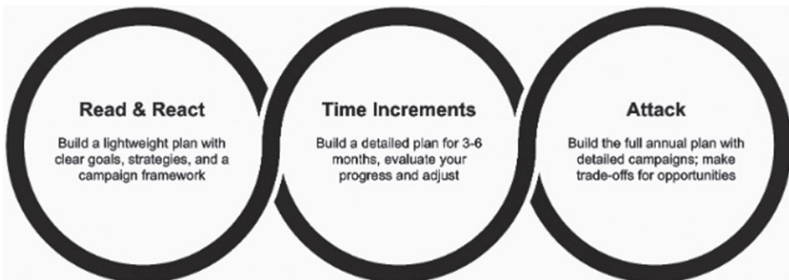 Read & React
Build a lightweight plan with
clear goals, strategies, and a
campaign framework
Time Increments
Build a detailed plan for 3-6
months, evaluate your
progress and adjust
Attack
Build the full annual plan with
detailed campaigns; make
trade-offs for opportunities